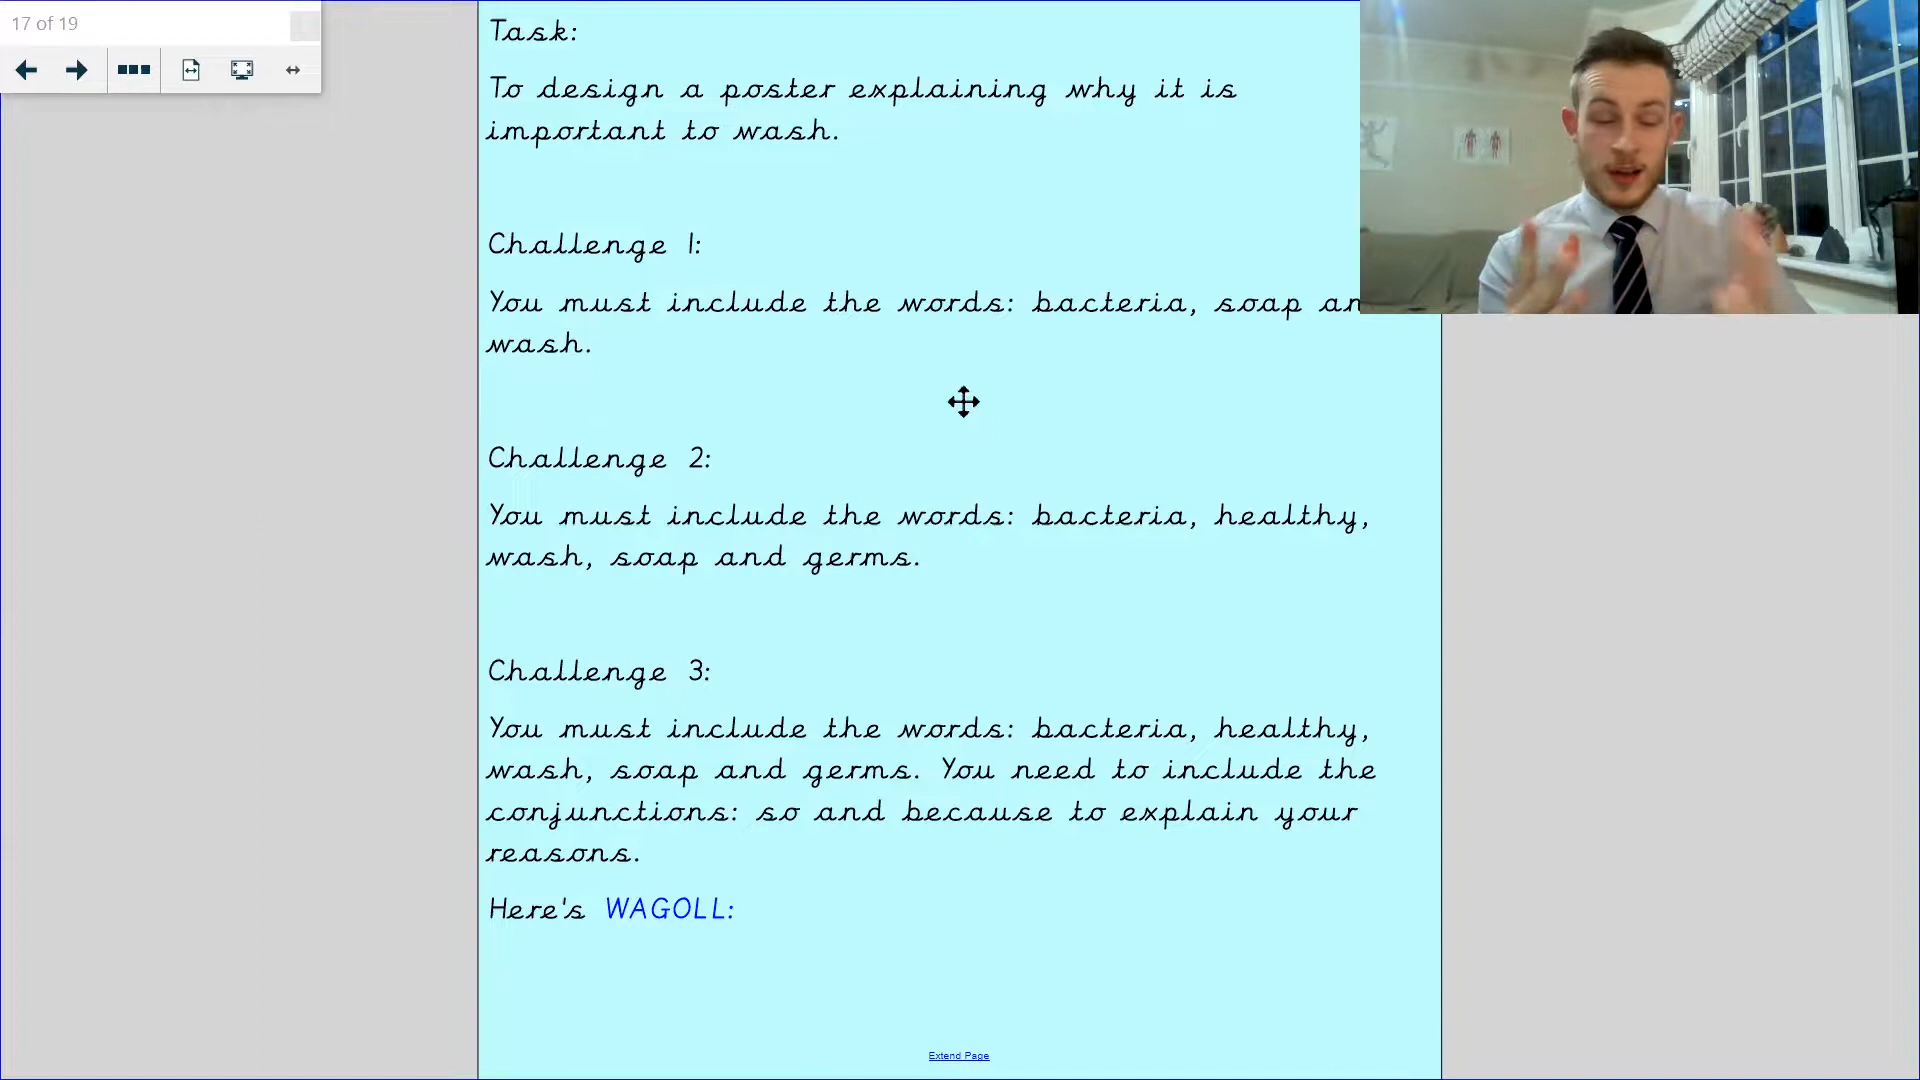 17 of 19
Task:
To design a poster explaining why it is
important to wash.
Challenge 1:
You must include the words: bacteria, soap an
wash.
Challenge 2:
You must include the words: bacteria, healthy,
wash, soap and germs.
Challenge 3:
You must include the words: bacteria, healthy,
wash, soap and germs. You need to include the
conjunctions: so and because to explain your
reasons.
Here's WAGOLL:
Extend Page